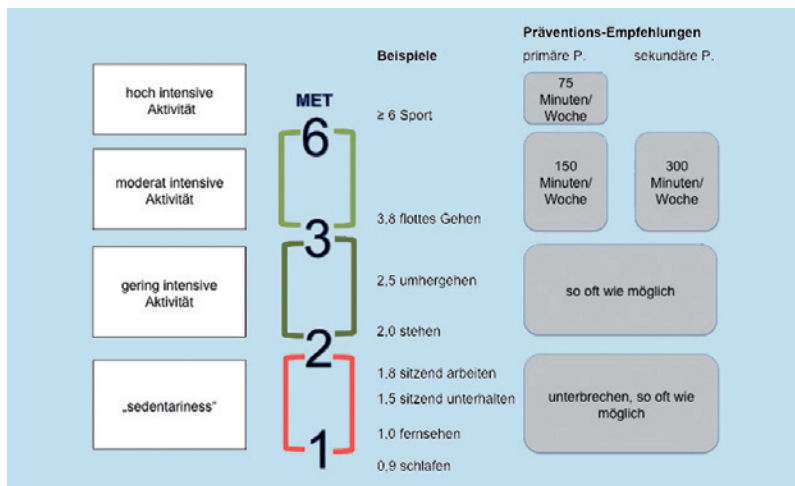 Präventions-Empfehlungen
Beispiele
primäre P.
sekundäre P.
hoch intensive
Aktivität
MET
6
≥ 6 Sport
75
Minuten/
Woche
moderat intensive
Aktivität
150
Minuten/
Woche
300
Minuten/
Woche
3,8 flottes Gehen
3
gering intensive
Aktivität
2,5 umhergehen
so oft wie möglich
2,0 stehen
2
„sedentariness"
1,8 sitzend arbeiten
1,5 sitzend unterhalten
unterbrechen, so oft wie
möglich
1,0 fernsehen
1
0,9 schlafen